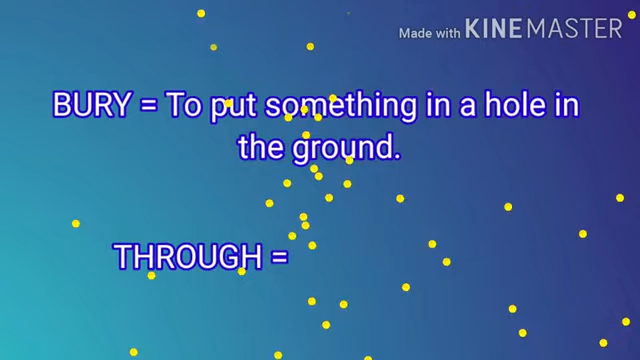 Made with KINEMASTER
BURY = To put something in a hole in
the ground.
THROUGH =